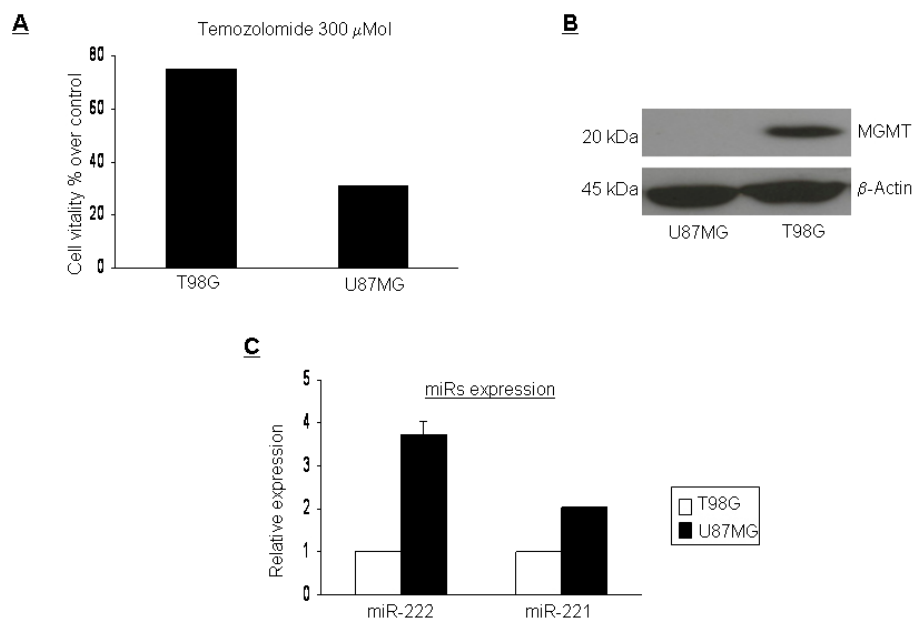 A
Temozolomide 300 μMol
Cell vitality % over control
80
60
40
20
0
T98G
U87MG
B
20 kDa
MGMT
45 kDa
β-Actin
U87MG
T98G
C
miRs expression
Relative expression
5
4
3
2
1
0
miR-222
miR-221
T98G
U87MG